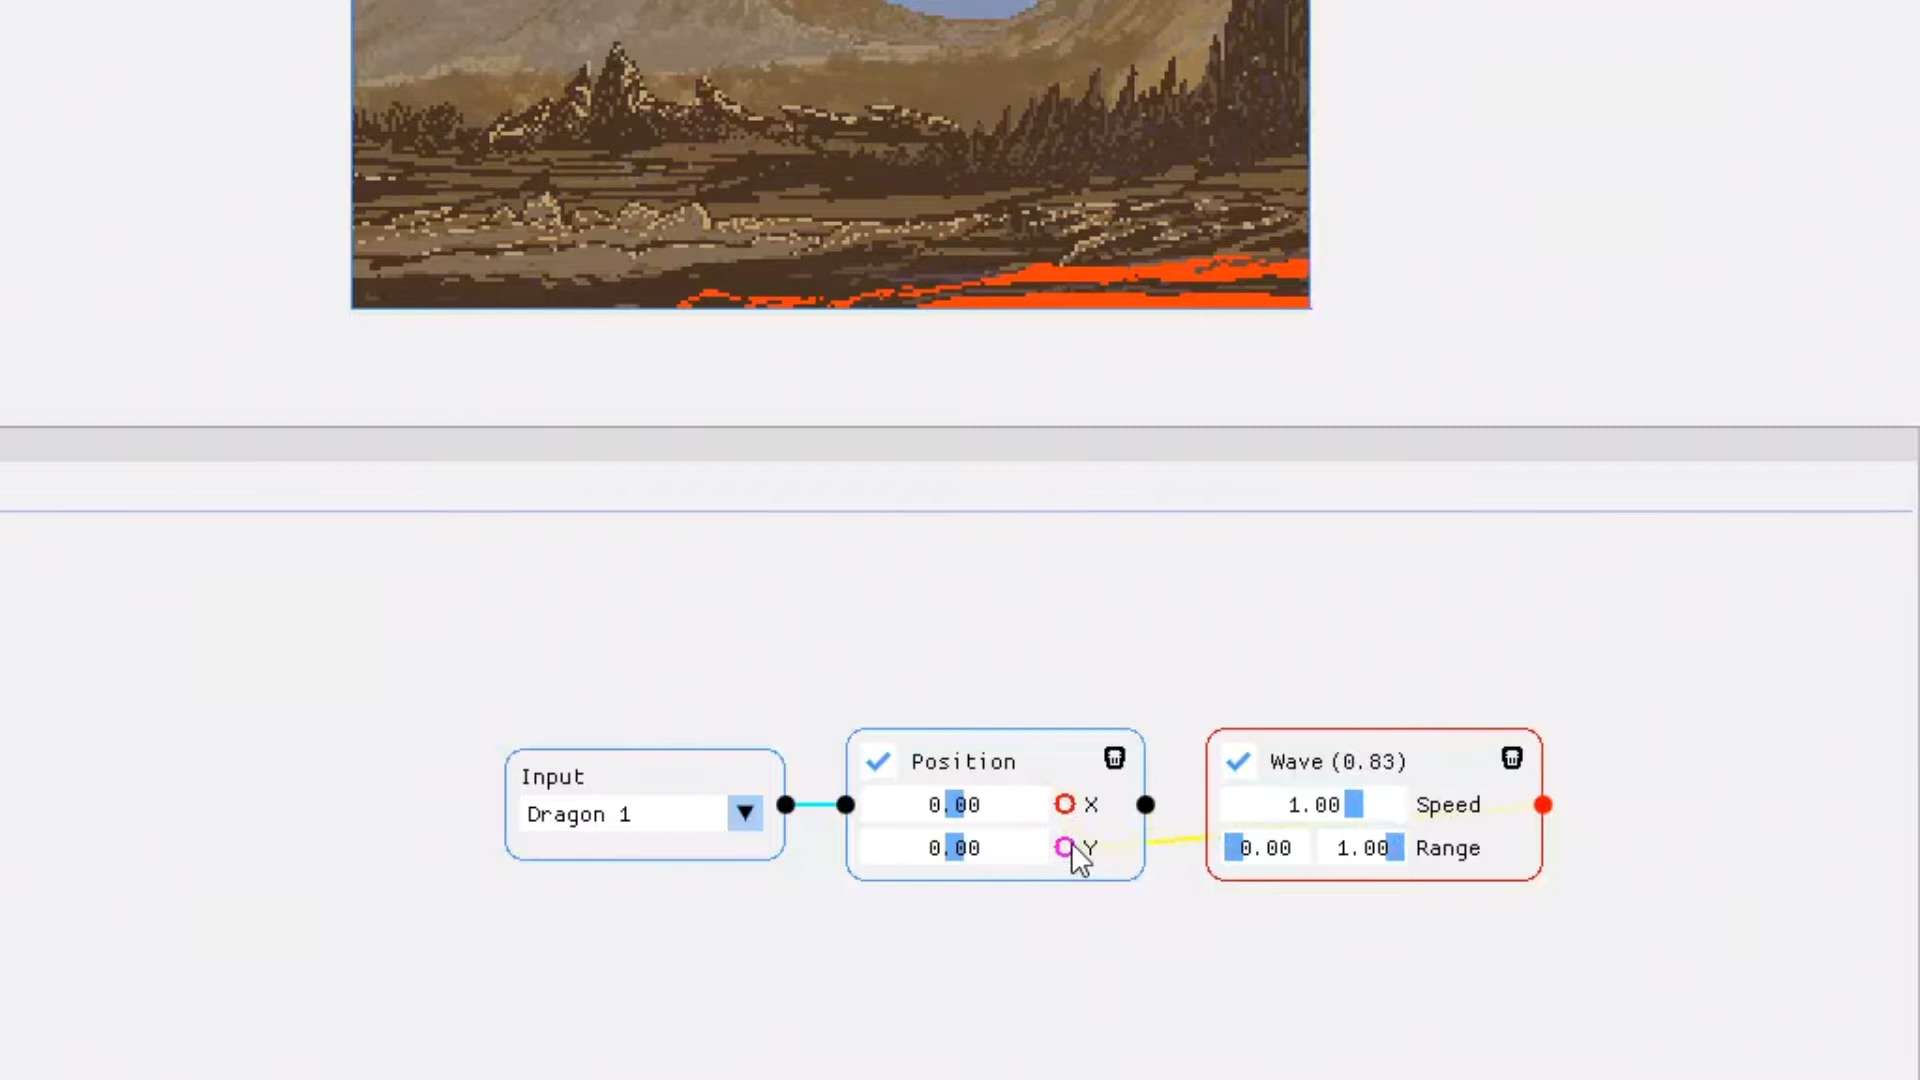 Input
Dragon 1
Position
0.00 X
0.00 Y
Wave (0.83)
1.00 Speed
0.00 1.00 Range